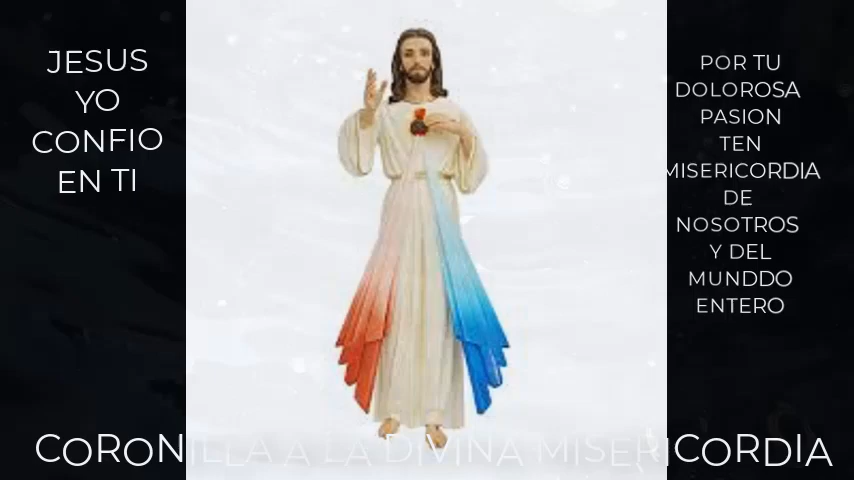 JESUS
YO
CONFIO
EN TI
POR TU
DOLOROSA
PASION
TEN
MISERICORDIA
DE
NOSOTROS
Y DEL
MUNDDO
ENTERO
CORONILLA A LA DIVINA MISERICORDIA